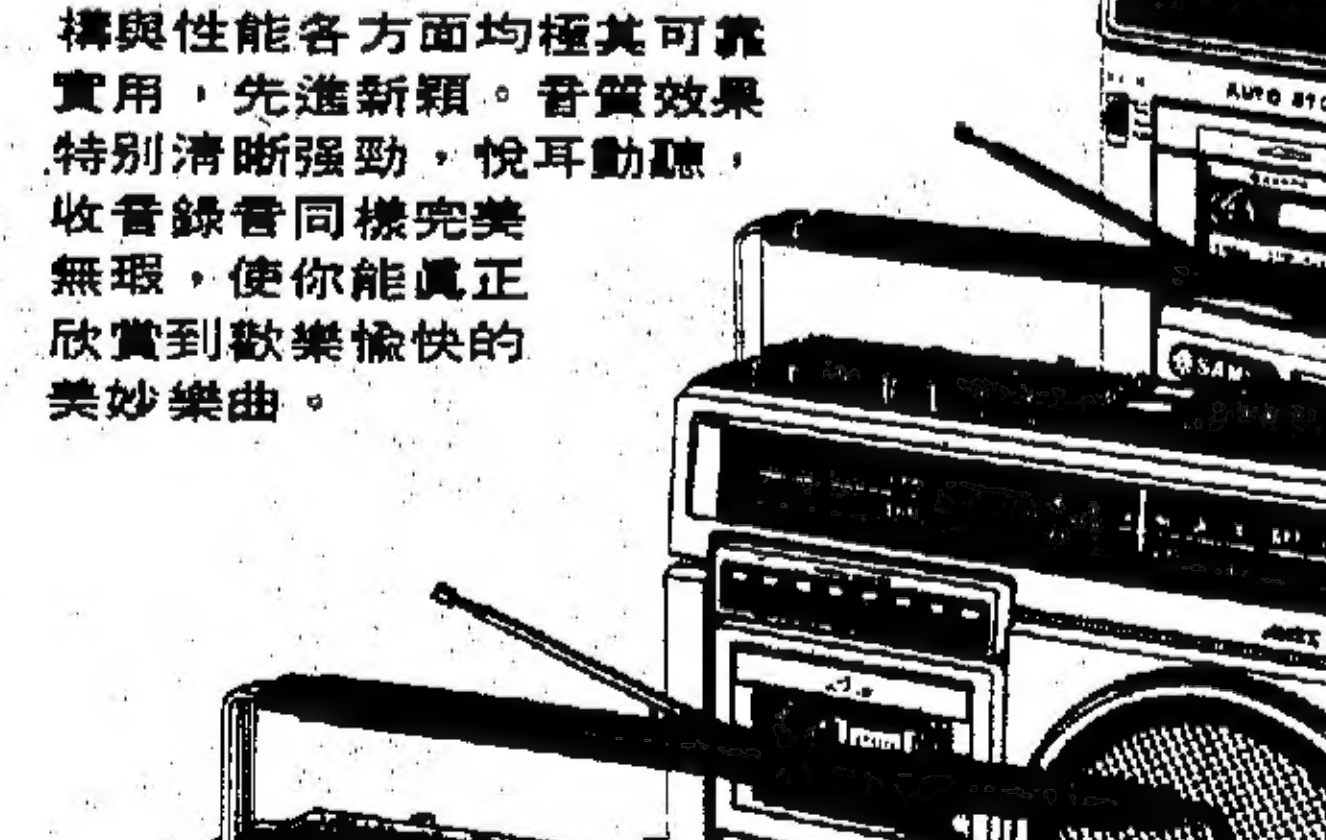 構與性能各方面均極其可靠
實用，先進新穎。音質效果
特别清晰强勁，悅耳動聽，
收音錄音同樣完美
無瑕，使你能眞正
欣賞到歡樂愉快的
美妙樂曲。
AUTO STO
SAM